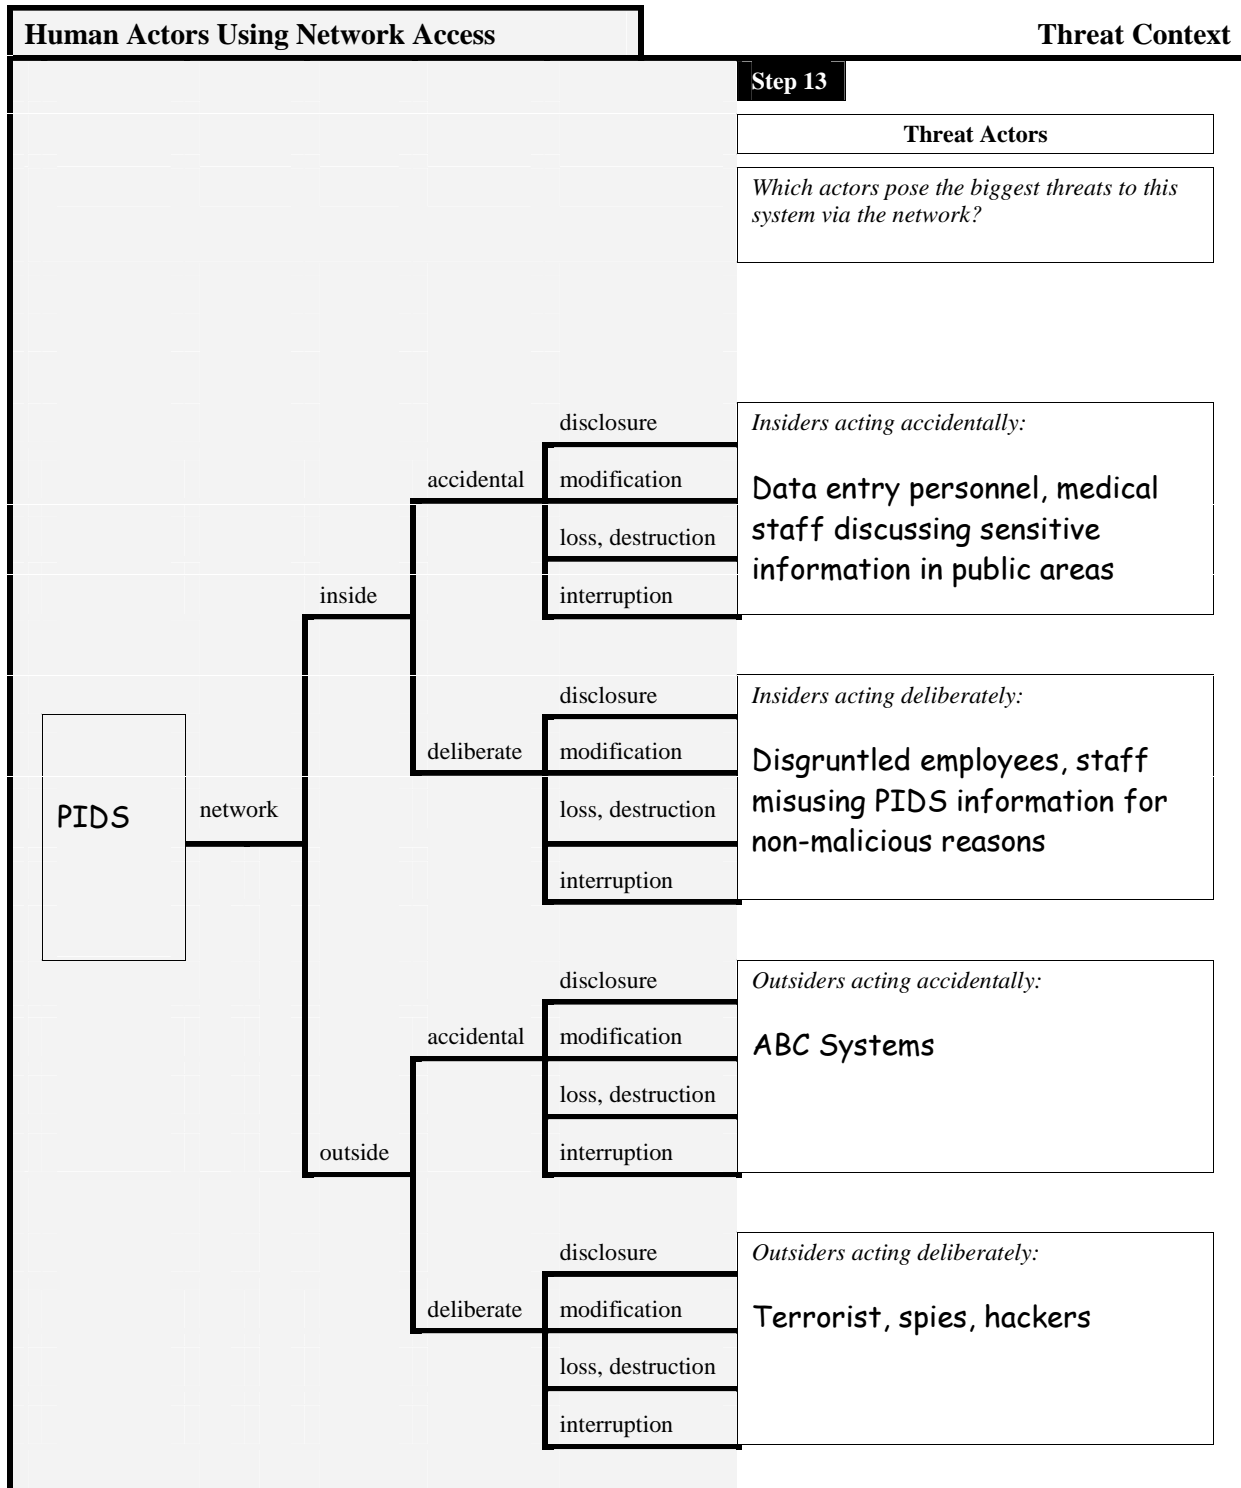 Human Actors Using Network Access
Threat Context
Step 13
Threat Actors
Which actors pose the biggest threats to this
system via the network?
disclosure
accidental
modification
loss, destruction
inside
interruption
Insiders acting accidentally:
Data entry personnel, medical
staff discussing sensitive
information in public areas
disclosure
deliberate
modification
loss, destruction
interruption
Insiders acting deliberately:
Disgruntled employees, staff
misusing PIDS information for
non-malicious reasons
PIDS
network
disclosure
accidental
modification
loss, destruction
outside
interruption
Outsiders acting accidentally:
ABC Systems
disclosure
deliberate
modification
loss, destruction
interruption
Outsiders acting deliberately:
Terrorist, spies, hackers